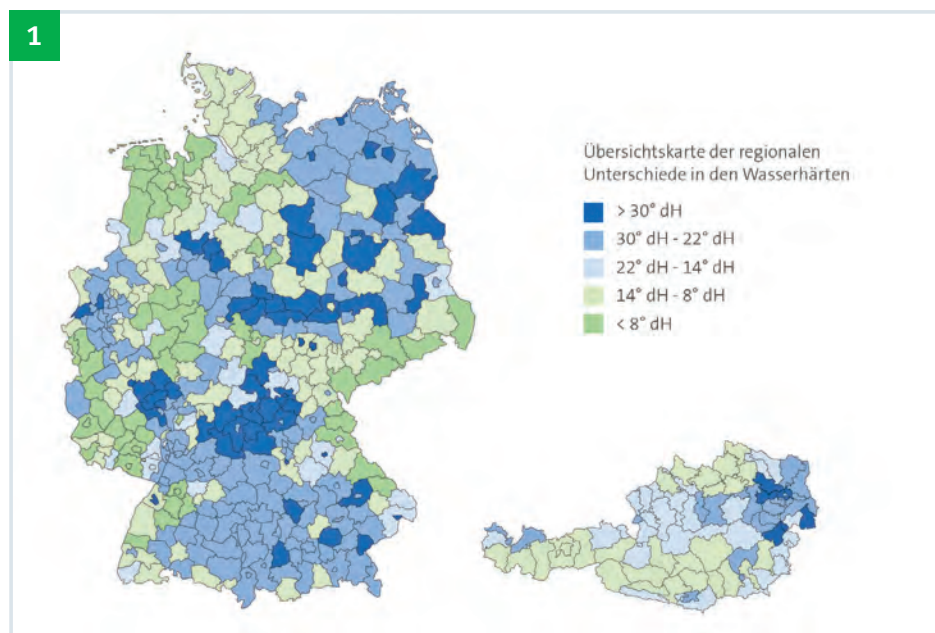 1
Übersichtskarte der regionalen
Unterschiede in den Wasserhärten
> 30° dH
30° dH - 22° dH
22° dH - 14° dH
14° dH - 8° dH
< 8° dH